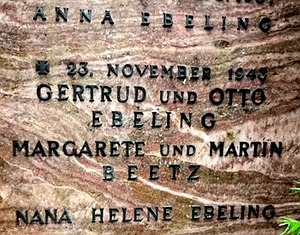 ANNA EBELING
✠ 23. NOVEMBER 1943
GERTRUD UND OTTO
EBELING
MARGARETE UND MARTIN
BEETZ
NANA HELENE EBELING